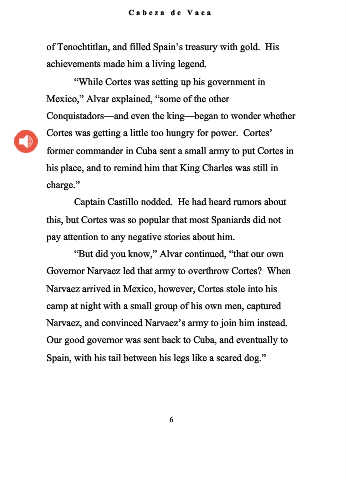 Cabeza de Vaca
of Tenochtitlan, and filled Spain's treasury with gold.  His
achievements made him a living legend.
"While Cortes was setting up his government in
Mexico," Alvar explained, "some of the other
Conquistadors—and even the king—began to wonder whether
Cortes was getting a little too hungry for power.  Cortes'
former commander in Cuba sent a small army to put Cortes in
his place, and to remind him that King Charles was still in
charge."
Captain Castillo nodded.  He had heard rumors about
this, but Cortes was so popular that most Spaniards did not
pay attention to any negative stories about him.
"But did you know," Alvar continued, "that our own
Governor Narvaez led that army to overthrow Cortes?  When
Narvaez arrived in Mexico, however, Cortes stole into his
camp at night with a small group of his own men, captured
Narvaez, and convinced Narvaez's army to join him instead.
Our good governor was sent back to Cuba, and eventually to
Spain, with his tail between his legs like a scared dog."
6